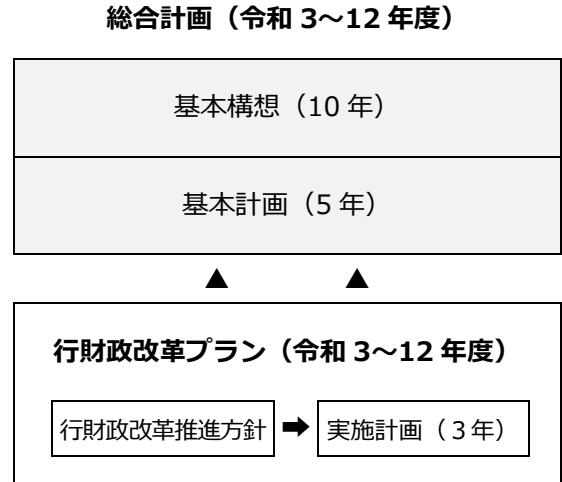 総合計画（令和 3～12 年度）
基本構想（10 年）
基本計画（5 年）
▲ ▲
行財政改革プラン（令和 3～12 年度）
行財政改革推進方針 ➡ 実施計画（３年）